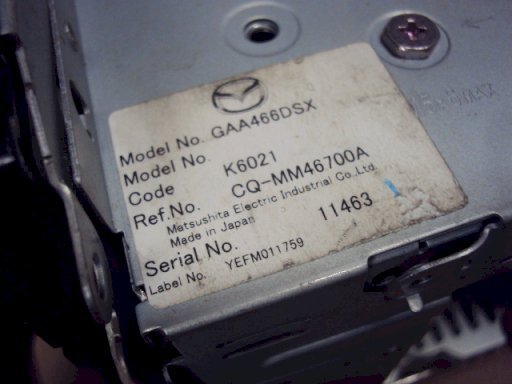 Model No. GAA466DSX
Model No.
Code K6021
Ref.No. CQ-MM46700A
Matsushita Electric Industrial Co.,Ltd.
Made in Japan
Serial No. 11463
Label No. YEFM011759